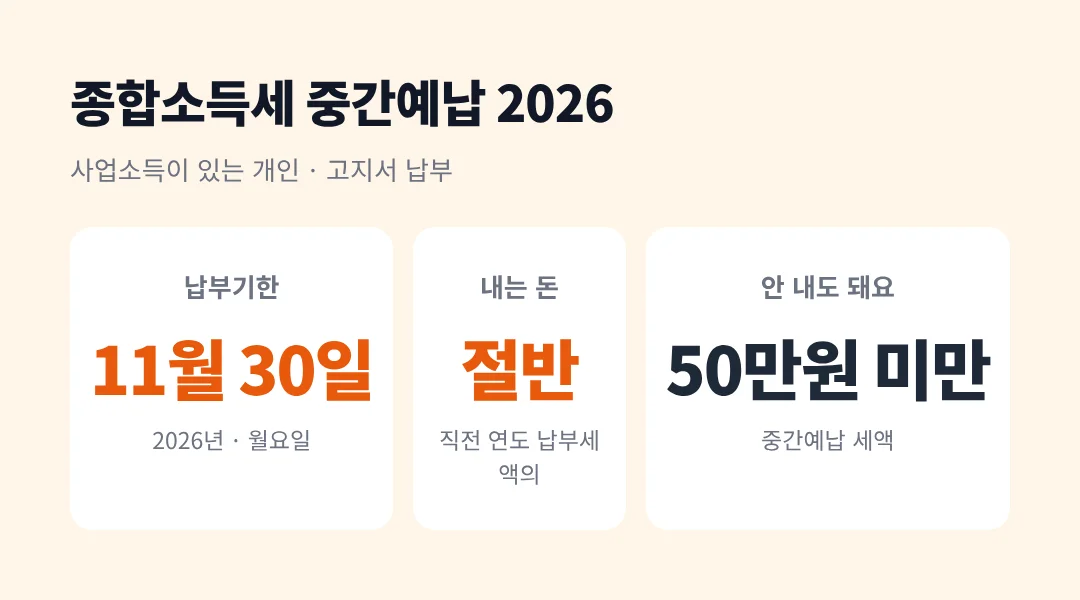 종합소득세 중간예납 2026
사업소득이 있는 개인 · 고지서 납부
납부기한
11월 30일
2026년 · 월요일
내는 돈
절반
직전 연도 납부세
액의
안 내도 돼요
50만원 미만
중간예납 세액